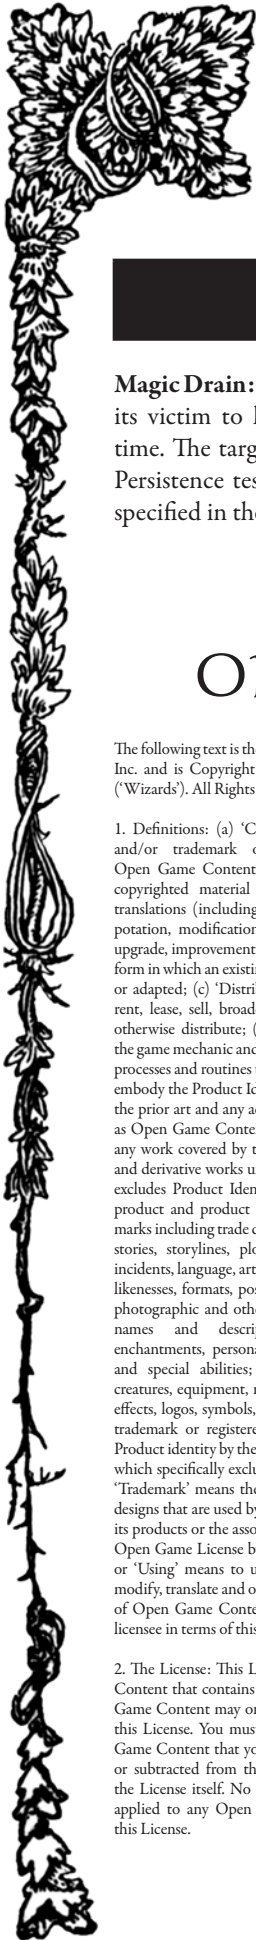 Magic Drain:
its victim to
time. The targ
Persistence tes
specified in the
O
The following text is the
Inc. and is Copyright
('Wizards'). All Rights
1. Definitions: (a) 'C
and/or trademark o
Open Game Content
copyrighted material
translations (including
potation, modification
upgrade, improvement
form in which an existin
or adapted; (c) 'Distrib
rent, lease, sell, broad
otherwise distribute; (
the game mechanic and
processes and routines
embody the Product Id
the prior art and any ad
as Open Game Conte
any work covered by t
and derivative works u
excludes Product Iden
product and product
marks including trade d
stories, storylines, plo
incidents, language, art
likenesses, formats, pos
photographic and othe
names and descrip
enchantments, persona
and special abilities;
creatures, equipment, m
effects, logos, symbols,
trademark or registere
Product identity by the
which specifically exclu
'Trademark' means the
designs that are used by
its products or the asso
Open Game License b
or 'Using' means to u
modify, translate and o
of Open Game Conte
licensee in terms of this
2. The License: This L
Content that contains
Game Content may on
this License. You must
Game Content that yo
or subtracted from th
the License itself. No
applied to any Open
this License.